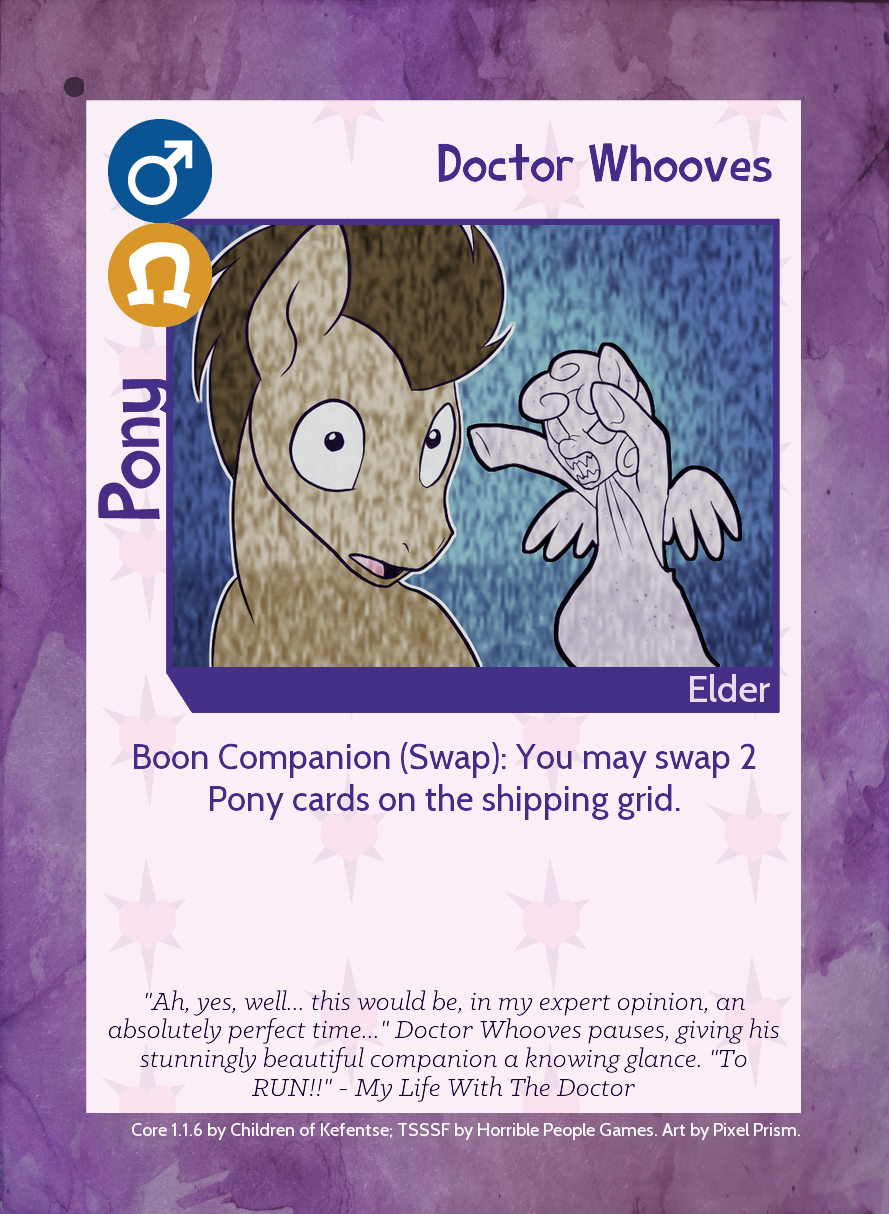 Doctor Whooves
Pony
Elder
Boon Companion (Swap): You may swap 2
Pony cards on the shipping grid.
"Ah, yes, well... this would be, in my expert opinion, an
absolutely perfect time..." Doctor Whooves pauses, giving his
stunningly beautiful companion a knowing glance. "To
RUN!!" - My Life With The Doctor
Core 1.1.6 by Children of Kefentse; TSSSF by Horrible People Games. Art by Pixel Prism.